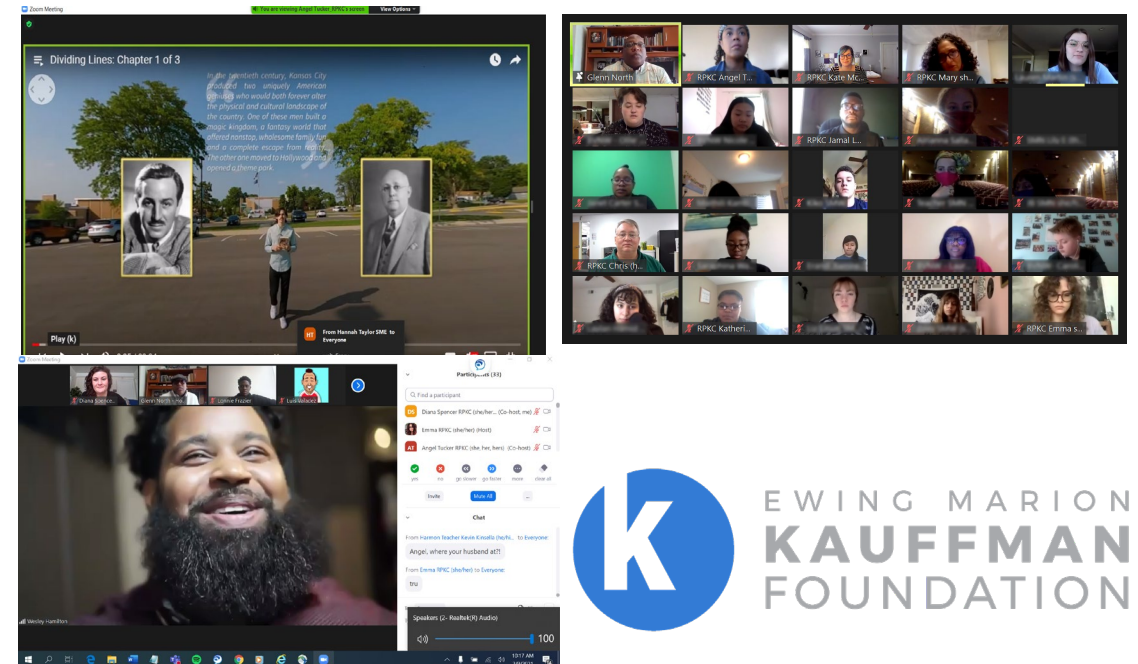 Zoom Meeting
You are viewing Angel Tucker_RPKC's screen
View Options
Dividing Lines: Chapter 1 of 3
In the twentieth century, Kansas City
produced two uniquely American
geniuses who would both forever alter
the physical and cultural landscape of
the country. One of these men built a
magic kingdom, a fantasy world that
offered nonstop, wholesome family fun
and a complete escape from reality.
The other one moved to Hollywood and
opened a theme park.
Play (k)
HT
From Hannah Taylor SME to
Everyone
Glenn North
RPKC Angel T...
RPKC Kate Mc...
RPKC Mary sh...
RPKC Jamal L...
RPKC Chris (h...
RPKC Katheri...
RPKC Emma s...
Zoom Meeting
Diana Spence...
Glenn North - Ho...
Lonnie Frazier
Luis Valladez
Wesley Hamilton
Participants (33)
Find a participant
DS
Diana Spencer RPKC (she/her... (Co-host, me)
Emma RPKC (she/her) (Host)
AT
Angel Tucker RPKC (she, her, hers) (Co-host)
yes
no
go slower
go faster
more
clear all
Invite
Mute All
...
Chat
From Harmon Teacher Kevin Kinsella (he/hi... to Everyone:
Angel, where your husband at?!
From Emma RPKC (she/her) to Everyone:
tru
Speakers (2- Realtek(R) Audio)
100
10:17 AM
EWING MARION
KAUFFMAN
FOUNDATION